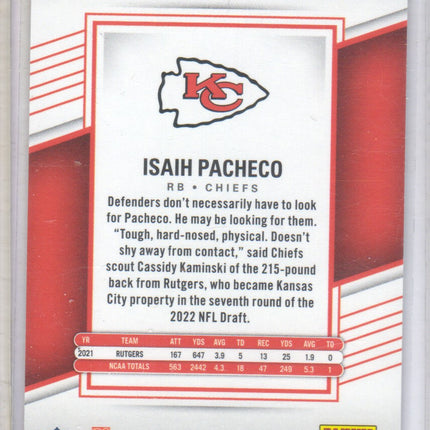 KC
ISAIH PACHECO
RB • CHIEFS
Defenders don't necessarily have to look
for Pacheco. He may be looking for them.
“Tough, hard-nosed, physical. Doesn't
shy away from contact,” said Chiefs
scout Cassidy Kaminski of the 215-pound
back from Rutgers, who became Kansas
City property in the seventh round of the
2022 NFL Draft.
YR TEAM ATT YDS AVG TD REC YDS AVG TD
2021 RUTGERS 167 647 3.9 5 13 25 1.9 0
NCAA TOTALS 563 2442 4.3 18 47 249 5.3 1